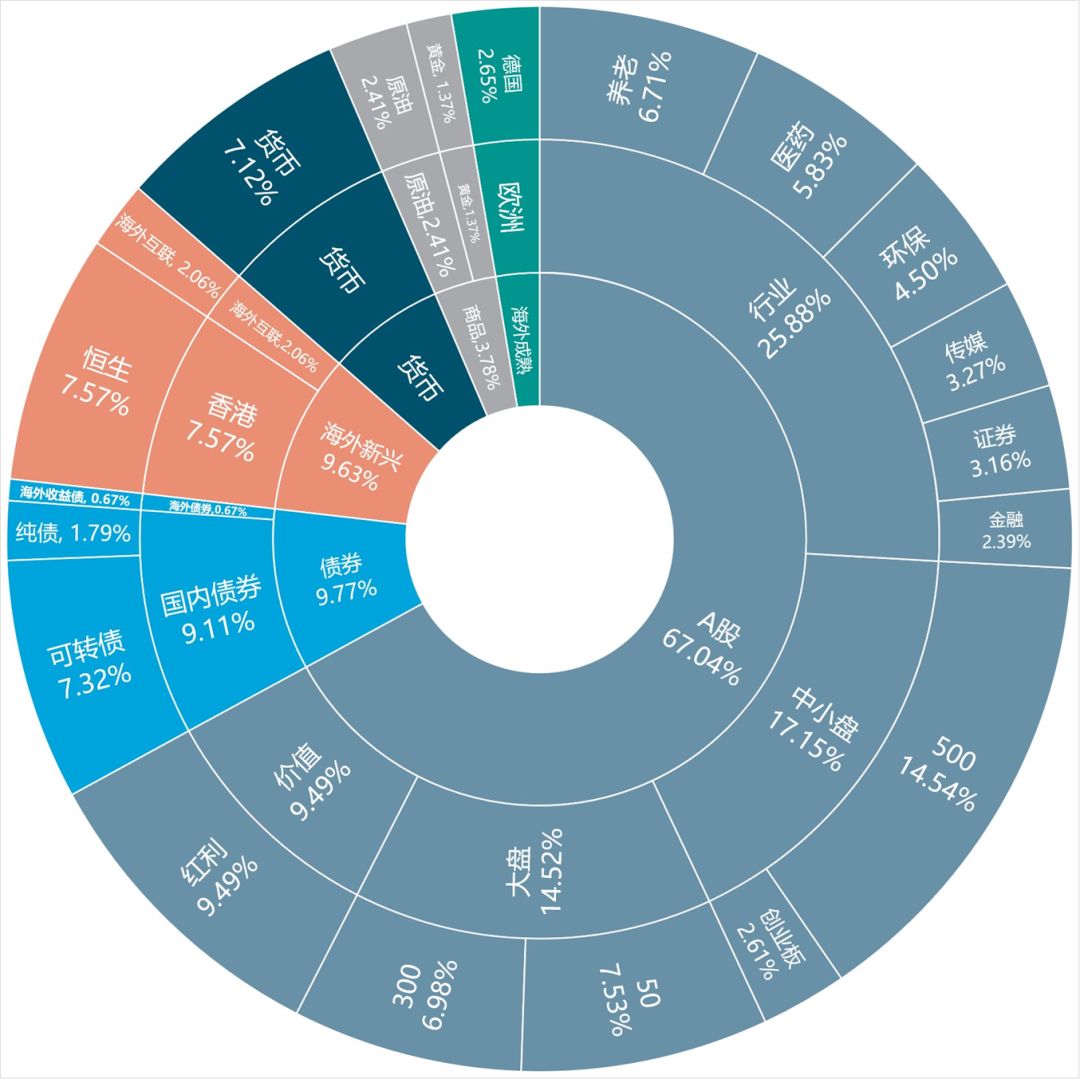 养老
6.71%
医药
5.83%
环保
4.50%
传媒
3.27%
证券
3.16%
金融
2.39%
500
14.54%
创业板
2.61%
50
7.53%
300
6.98%
红利
9.49%
可转债
7.32%
纯债, 1.79%
海外收益债, 0.67%
恒生
7.57%
海外互联, 2.06%
货币
7.12%
原油
2.41%
黄金, 1.37%
德国
2.65%
行业
25.88%
中小盘
17.15%
大盘
14.52%
价值
9.49%
国内债券
9.11%
海外债券,0.67%
香港
7.57%
海外互联,2.06%
货币
原油,2.41%
黄金,1.37%
欧洲
A股
67.04%
债券
9.77%
海外新兴
9.63%
货币
商品,3.78%
海外成熟